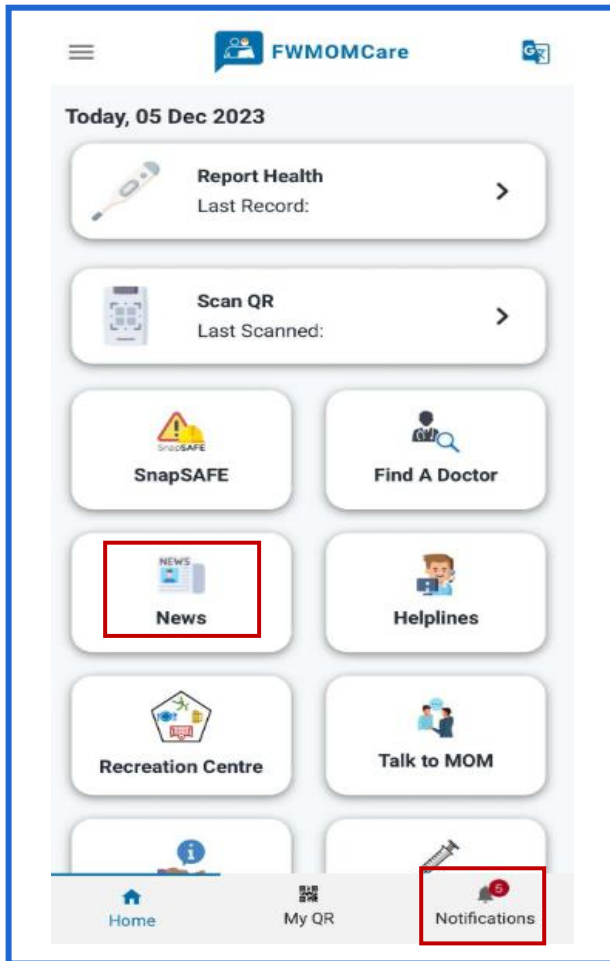 FWMOMCare
Today, 05 Dec 2023
Report Health
Last Record:
Scan QR
Last Scanned:
SnapSAFE
SnapSAFE
Find A Doctor
NEWS
News
Helplines
Recreation Centre
Talk to MOM
5
Home
My QR
Notifications